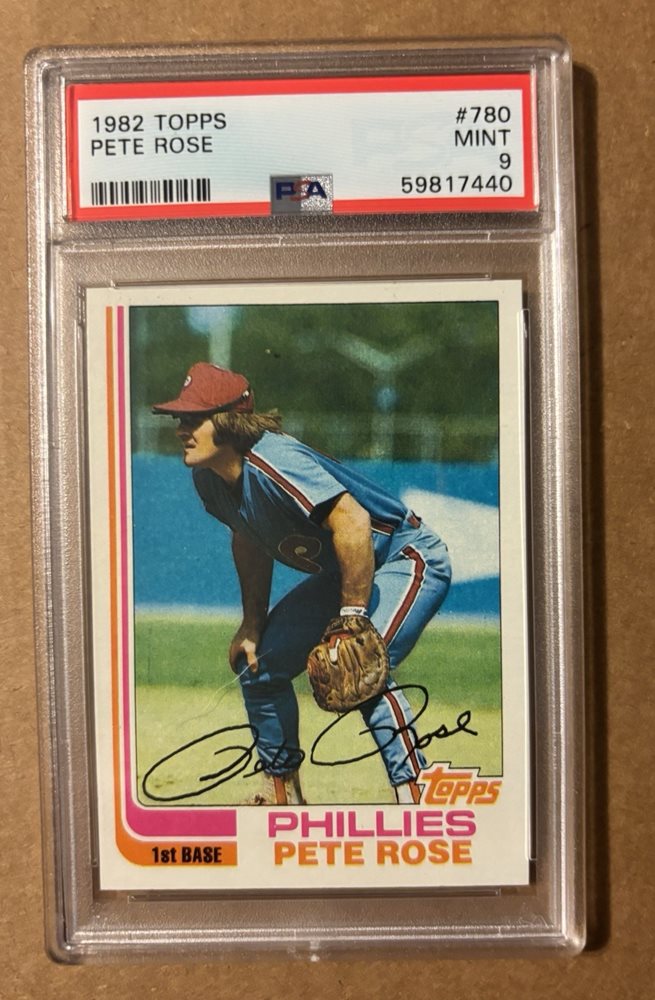 1982 TOPPS
#780
PETE ROSE
MINT
9
PSA
59817440
P
P
Pete Rose
TOPPS
PHILLIES
1st BASE
PETE ROSE